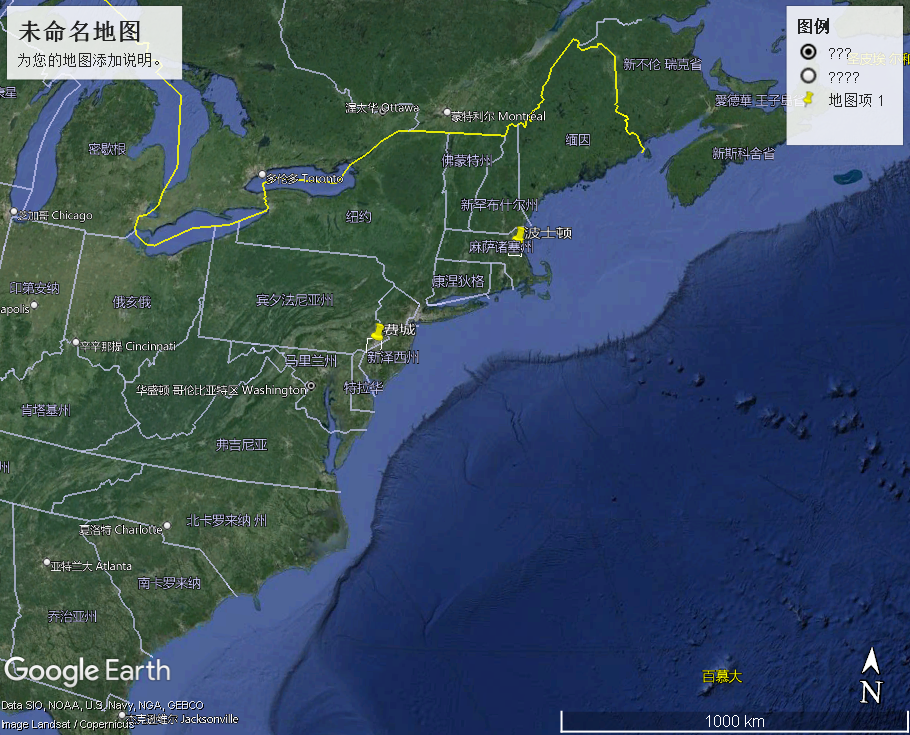 未命名地图
为您的地图添加说明。
图例
???
????
地图项 1
新不伦 瑞克省
渥太华 Ottawa
蒙特利尔 Montreal
爱德華 王子島省
密歇根
缅因
佛蒙特州
新斯科舍省
多伦多 Toronto
芝加哥 Chicago
纽约
新罕布什尔州
波士顿
麻萨诸塞州
印第安纳
康涅狄格
apolis
俄亥俄
宾夕法尼亚州
费城
辛辛那提 Cincinnati
马里兰州
新泽西州
华盛顿 哥伦比亚特区 Washington
特拉华
肯塔基州
弗吉尼亚
州
夏洛特 Charlotte
北卡罗来纳 州
亚特兰大 Atlanta
南卡罗来纳
乔治亚州
Google Earth
百慕大
N
Data SIO, NOAA, U.S. Navy, NGA, GEBCO
Image Landsat / Copernicus
杰克逊维尔 Jacksonville
1000 km